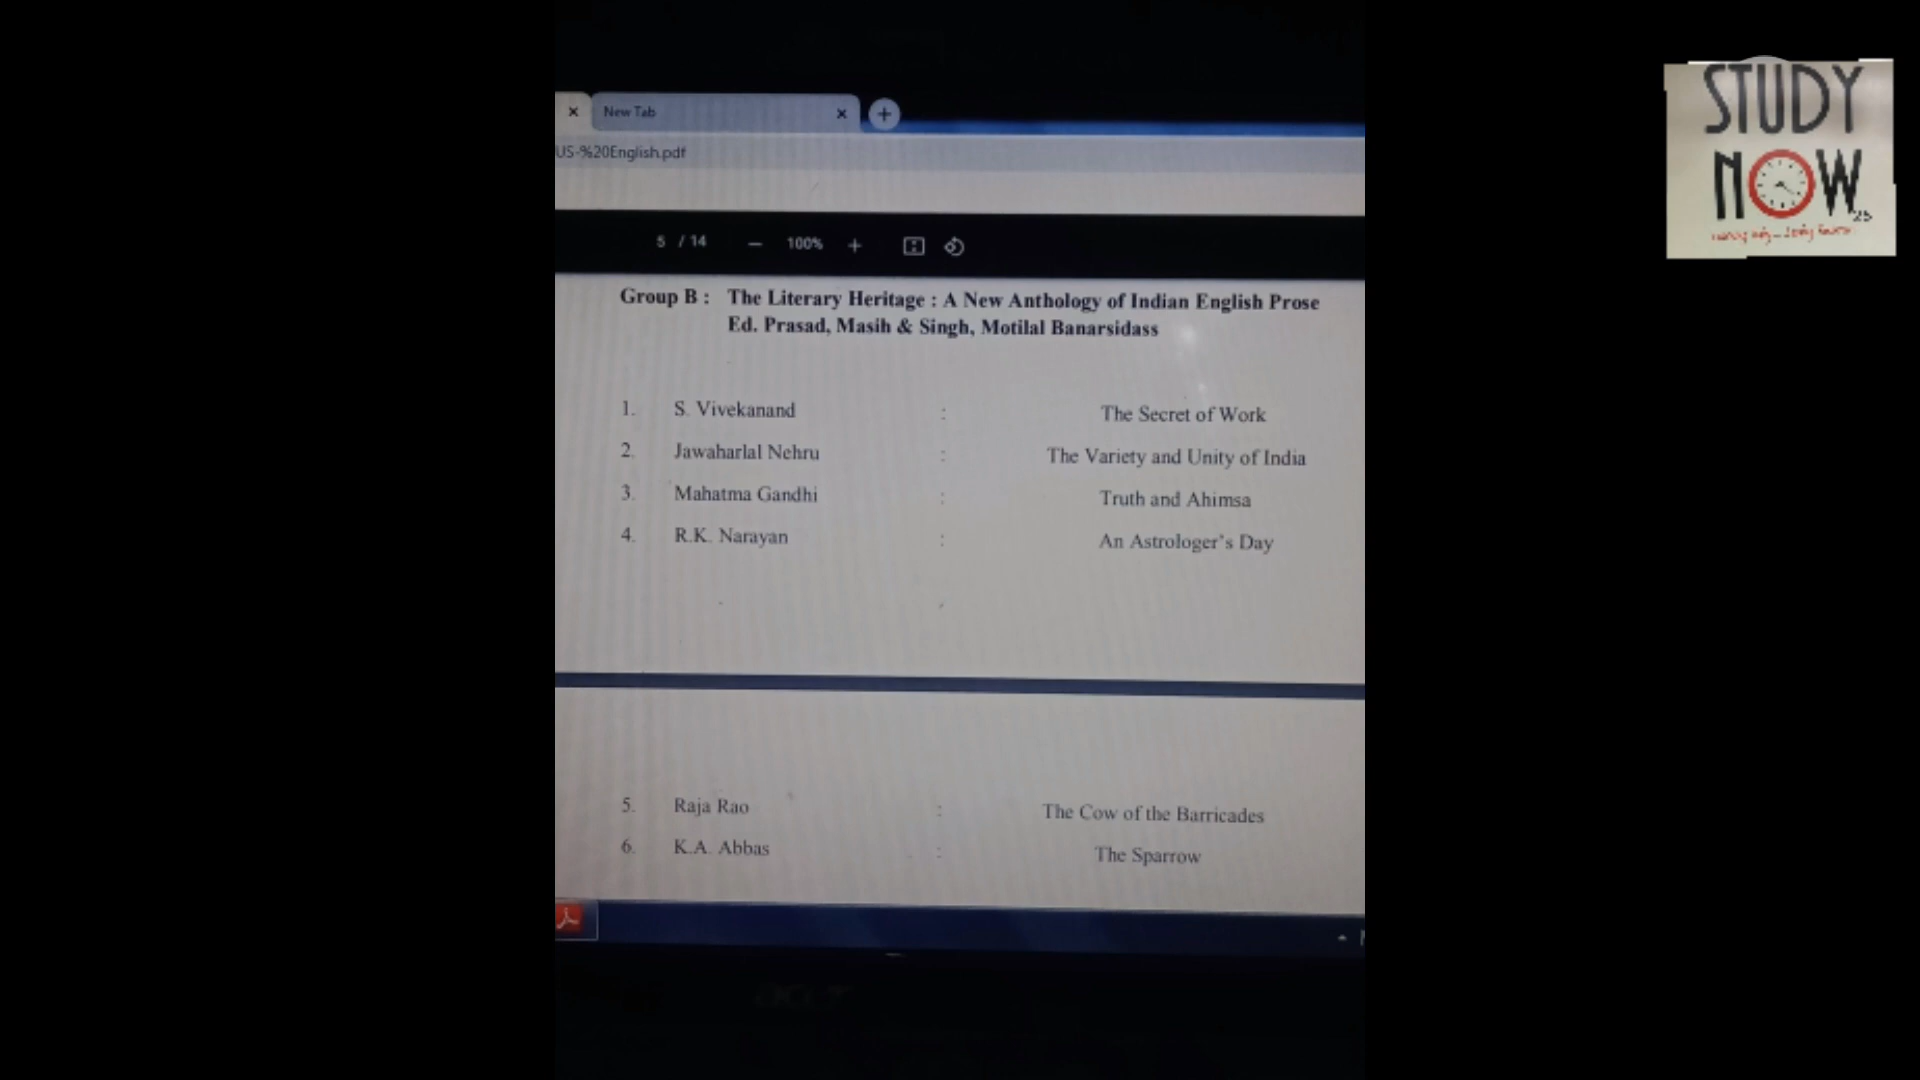 STUDY
NOW
25
New Tab
US-%20English.pdf
5 / 14 100%
Group B : The Literary Heritage : A New Anthology of Indian English Prose
Ed. Prasad, Masih & Singh, Motilal Banarsidass
1. S. Vivekanand : The Secret of Work
2. Jawaharlal Nehru : The Variety and Unity of India
3. Mahatma Gandhi : Truth and Ahimsa
4. R.K. Narayan : An Astrologer's Day
5. Raja Rao : The Cow of the Barricades
6. K.A. Abbas : The Sparrow
acer